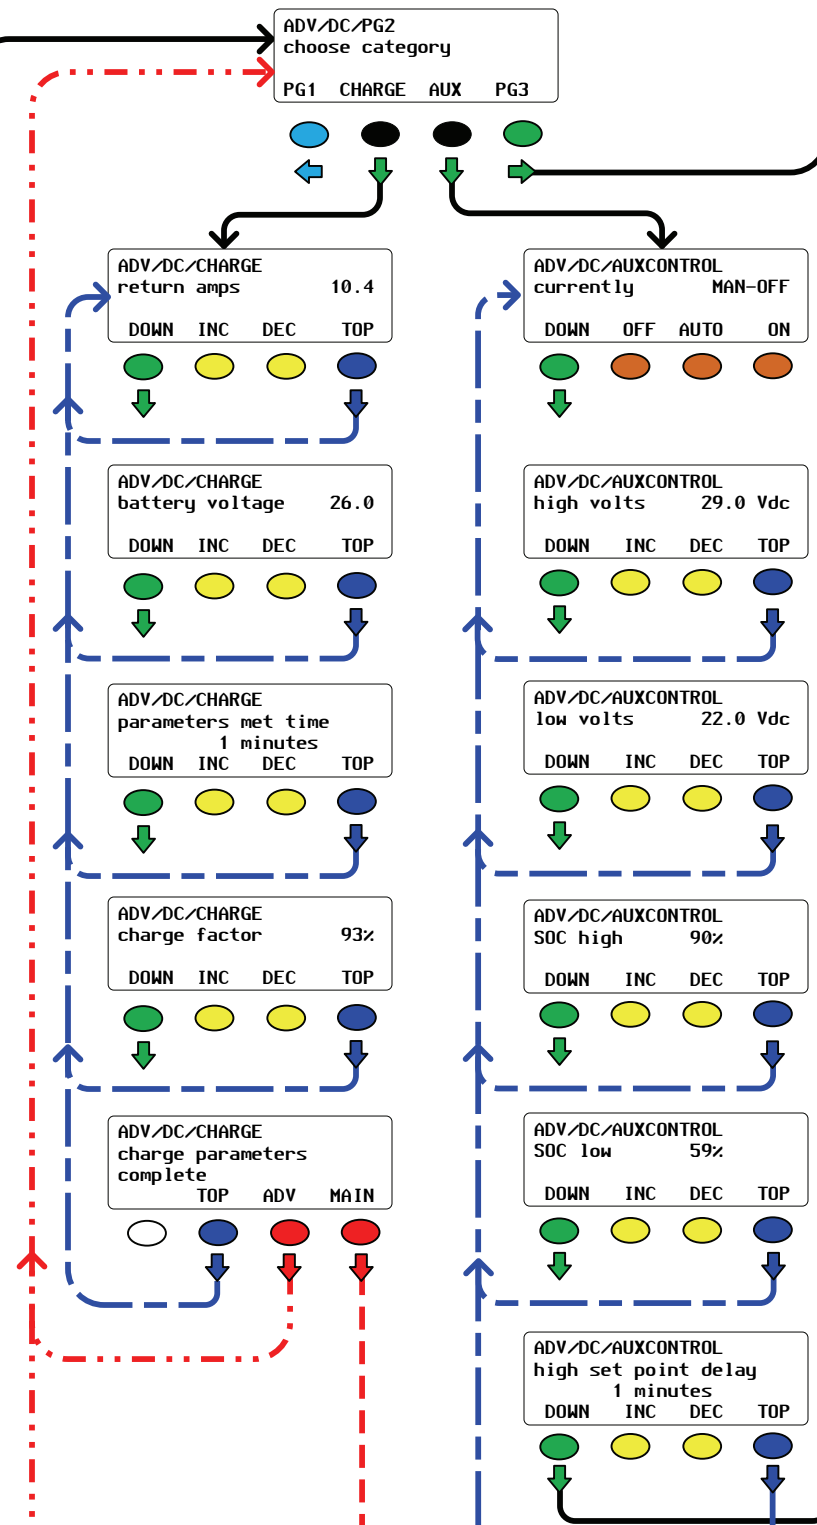 ADV/DC/PG2
choose category
PG1 CHARGE AUX PG3
ADV/DC/CHARGE
return amps 10.4
DOWN INC DEC TOP
ADV/DC/CHARGE
battery voltage 26.0
DOWN INC DEC TOP
ADV/DC/CHARGE
parameters met time
1 minutes
DOWN INC DEC TOP
ADV/DC/CHARGE
charge factor 93%
DOWN INC DEC TOP
ADV/DC/CHARGE
charge parameters
complete
TOP ADV MAIN
ADV/DC/AUXCONTROL
currently MAN-OFF
DOWN OFF AUTO ON
ADV/DC/AUXCONTROL
high volts 29.0 Vdc
DOWN INC DEC TOP
ADV/DC/AUXCONTROL
low volts 22.0 Vdc
DOWN INC DEC TOP
ADV/DC/AUXCONTROL
SOC high 90%
DOWN INC DEC TOP
ADV/DC/AUXCONTROL
SOC low 59%
DOWN INC DEC TOP
ADV/DC/AUXCONTROL
high set point delay
1 minutes
DOWN INC DEC TOP